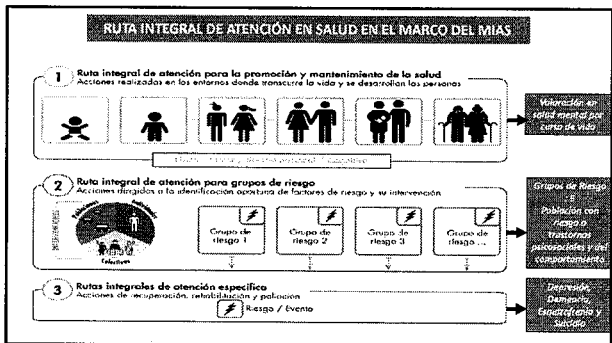 RUTA INTEGRAL DE ATENCIÓN EN SALUD EN EL MARCO DEL MIAS
1 Ruta integral de atención para la promoción y mantenimiento de la salud
Acciones realizadas en los entornos donde transcurre la vida y se desarrollan las personas
Valoración en
salud mental por
curso de vida
2 Ruta integral de atención para grupos de riesgo
Acciones dirigidas a la identificación oportuna de factores de riesgo y su intervención
Poblacionales
Individuales
Colectivas
INTERVENCIONES
Grupo de
riesgo 1
Grupo de
riesgo 2
Grupo de
riesgo 3
Grupo de
riesgo ...
Grupos de Riesgo
: 8
Población con
riesgo o
trastornos
psicosociales y del
comportamiento
3 Rutas integrales de atención específica
Acciones de recuperación, rehabilitación y paliación
Riesgo / Evento
Depresión,
Demencia,
Esquizofrenia y
Suicidio